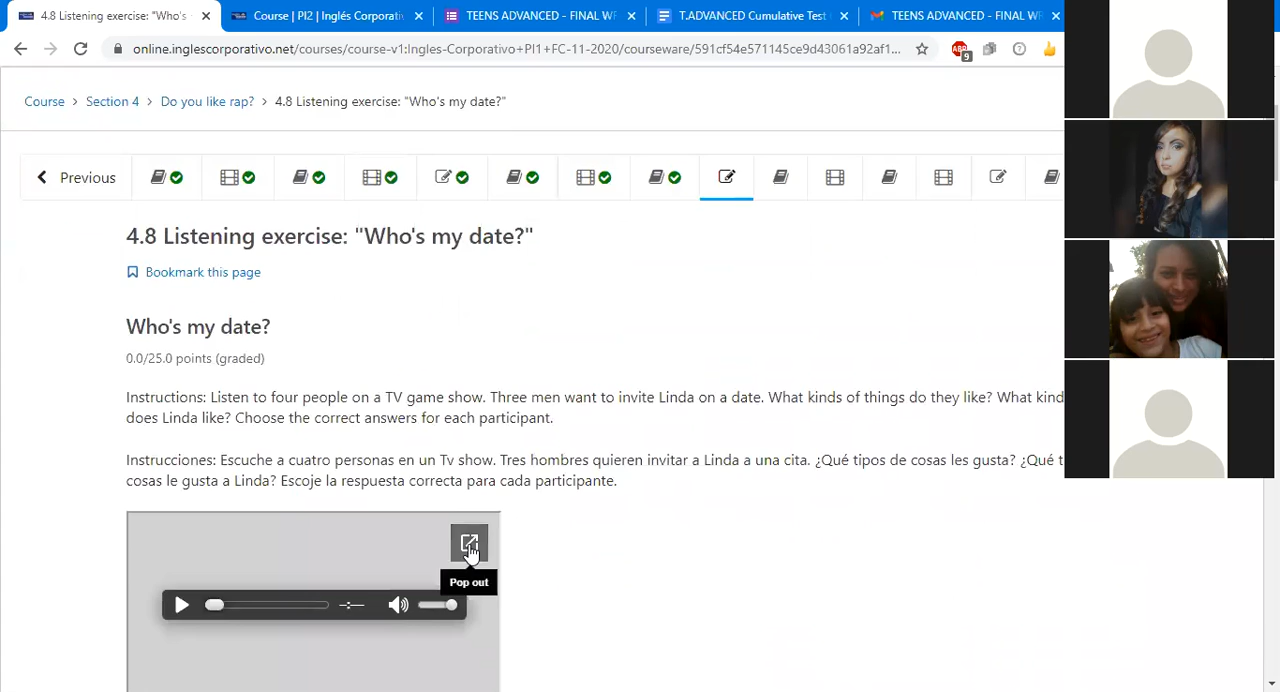 4.8 Listening exercise: "Who's
Course | PI2 | Inglés Corporativ
TEENS ADVANCED - FINAL WR
T.ADVANCED Cumulative Test
TEENS ADVANCED - FINAL WR
online.inglescorporativo.net/courses/course-v1:Ingles-Corporativo+PI1+FC-11-2020/courseware/591cf54e571145ce9d43061a92af1...
ABP
9
Course > Section 4 > Do you like rap? > 4.8 Listening exercise: "Who's my date?"
Previous
4.8 Listening exercise: "Who's my date?"
Bookmark this page
Who's my date?
0.0/25.0 points (graded)
Instructions: Listen to four people on a TV game show. Three men want to invite Linda on a date. What kinds of things do they like? What kind
does Linda like? Choose the correct answers for each participant.
Instrucciones: Escuche a cuatro personas en un Tv show. Tres hombres quieren invitar a Linda a una cita. ¿Qué tipos de cosas les gusta? ¿Qué t
cosas le gusta a Linda? Escoje la respuesta correcta para cada participante.
Pop out
-:--